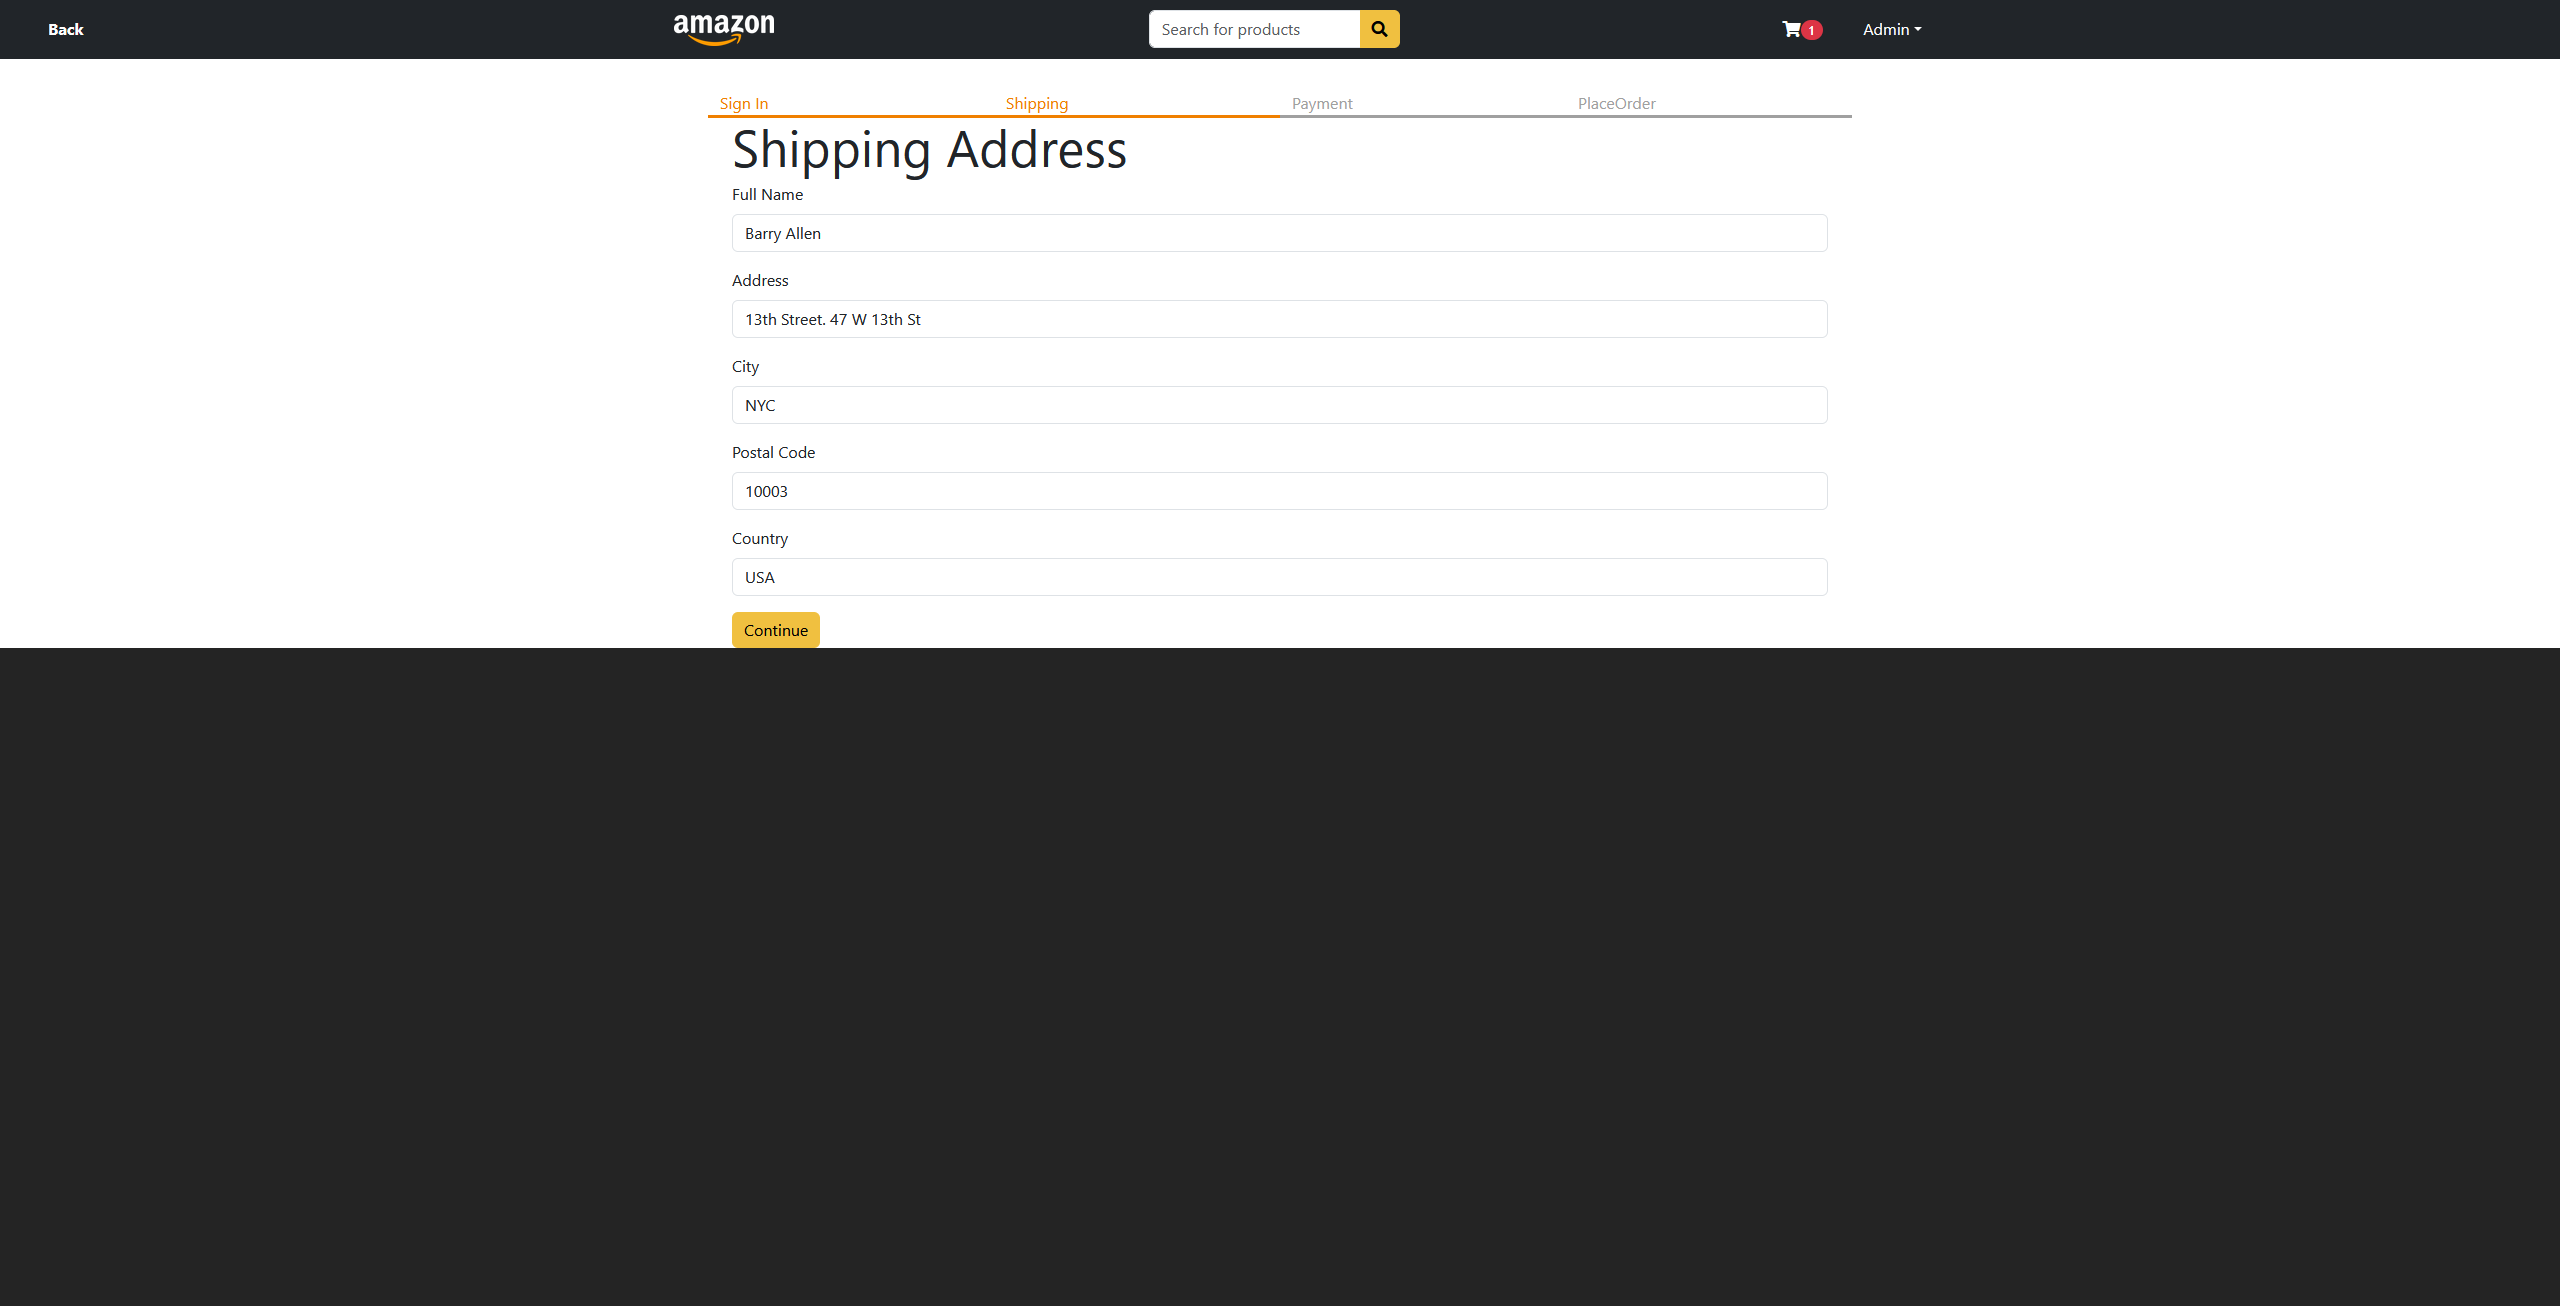 Back
amazon
Search for products
1
Admin
Sign In
Shipping
Payment
PlaceOrder
Shipping Address
Full Name
Barry Allen
Address
13th Street. 47 W 13th St
City
NYC
Postal Code
10003
Country
USA
Continue